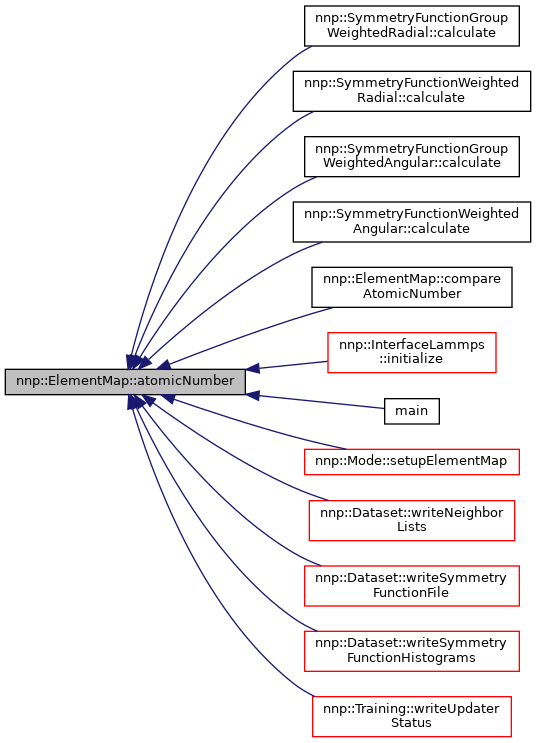 nnp::SymmetryFunctionGroup
WeightedRadial::calculate
nnp::SymmetryFunctionWeighted
Radial::calculate
nnp::SymmetryFunctionGroup
WeightedAngular::calculate
nnp::SymmetryFunctionWeighted
Angular::calculate
nnp::ElementMap::compare
AtomicNumber
nnp::InterfaceLammps
::initialize
nnp::ElementMap::atomicNumber
main
nnp::Mode::setupElementMap
nnp::Dataset::writeNeighbor
Lists
nnp::Dataset::writeSymmetry
FunctionFile
nnp::Dataset::writeSymmetry
FunctionHistograms
nnp::Training::writeUpdater
Status